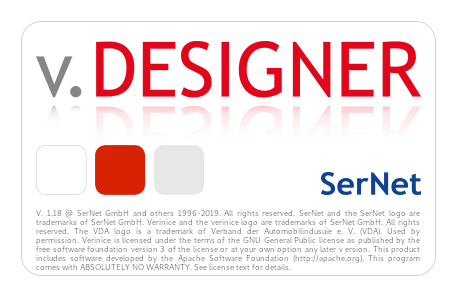 v.DESIGNER
SerNet
V. 1.18 @ SerNet GmbH and others 1996-2019. All rights reserved. SerNet and the SerNet logo are
trademarks of SerNet GmbH. Verinice and the verinice logo are trademarks of SerNet GmbH. All rights
reserved. The VDA logo is a trademark of Verband der Automobilindusuie e. V. (VDA). Used by
permission. Verinice is licensed under the terms of the GNU General Public license as published by the
free software foundation version 3 of the license or at your own option any later v ersion. This product
includes software developed by the Apache Software Foundation (http://apache.org). This program
comes with ABSOLUTELY NO WARRANTY. See license text for details.